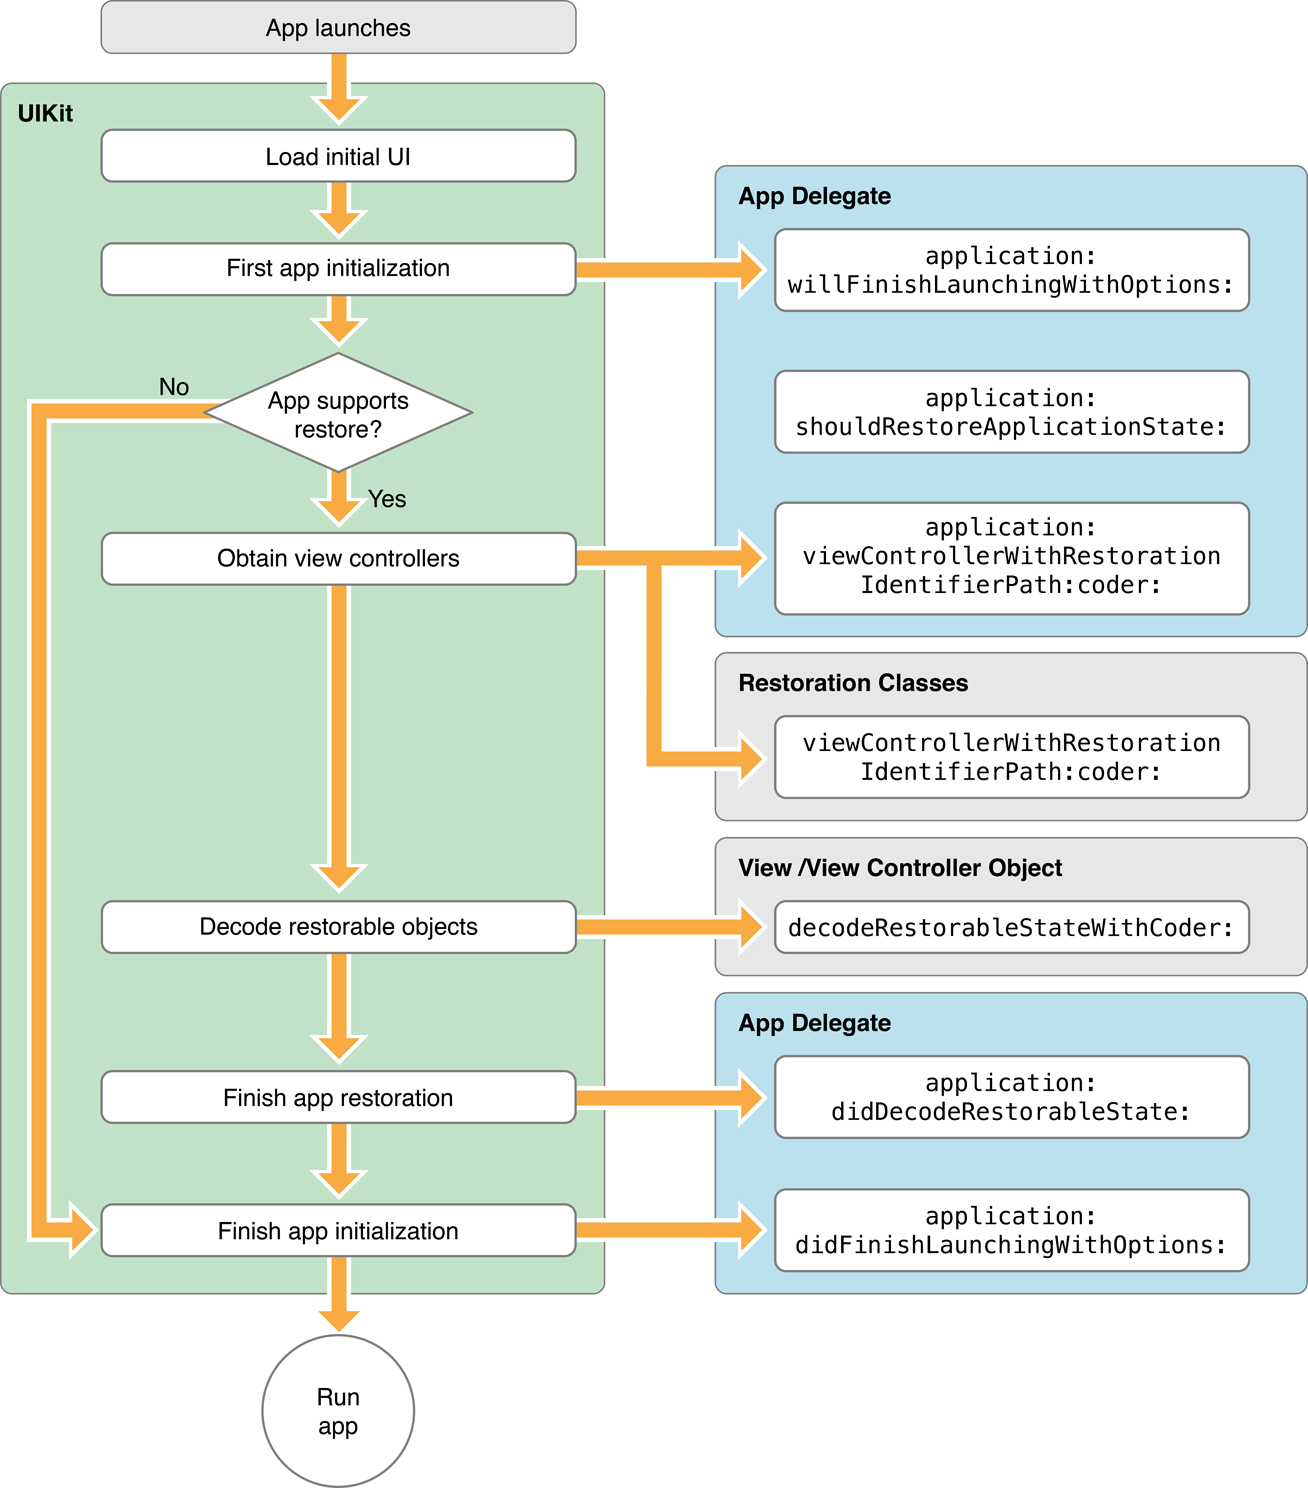 App launches
UIKit
Load initial UI
First app initialization
No
App supports
restore?
Yes
Obtain view controllers
Decode restorable objects
Finish app restoration
Finish app initialization
Run
app
App Delegate
application:
willFinishLaunchingWithOptions:
application:
shouldRestoreApplicationState:
application:
viewControllerWithRestoration
IdentifierPath:coder:
Restoration Classes
viewControllerWithRestoration
IdentifierPath:coder:
View /View Controller Object
decodeRestorableStateWithCoder:
App Delegate
application:
didDecodeRestorableState:
application:
didFinishLaunchingWithOptions: